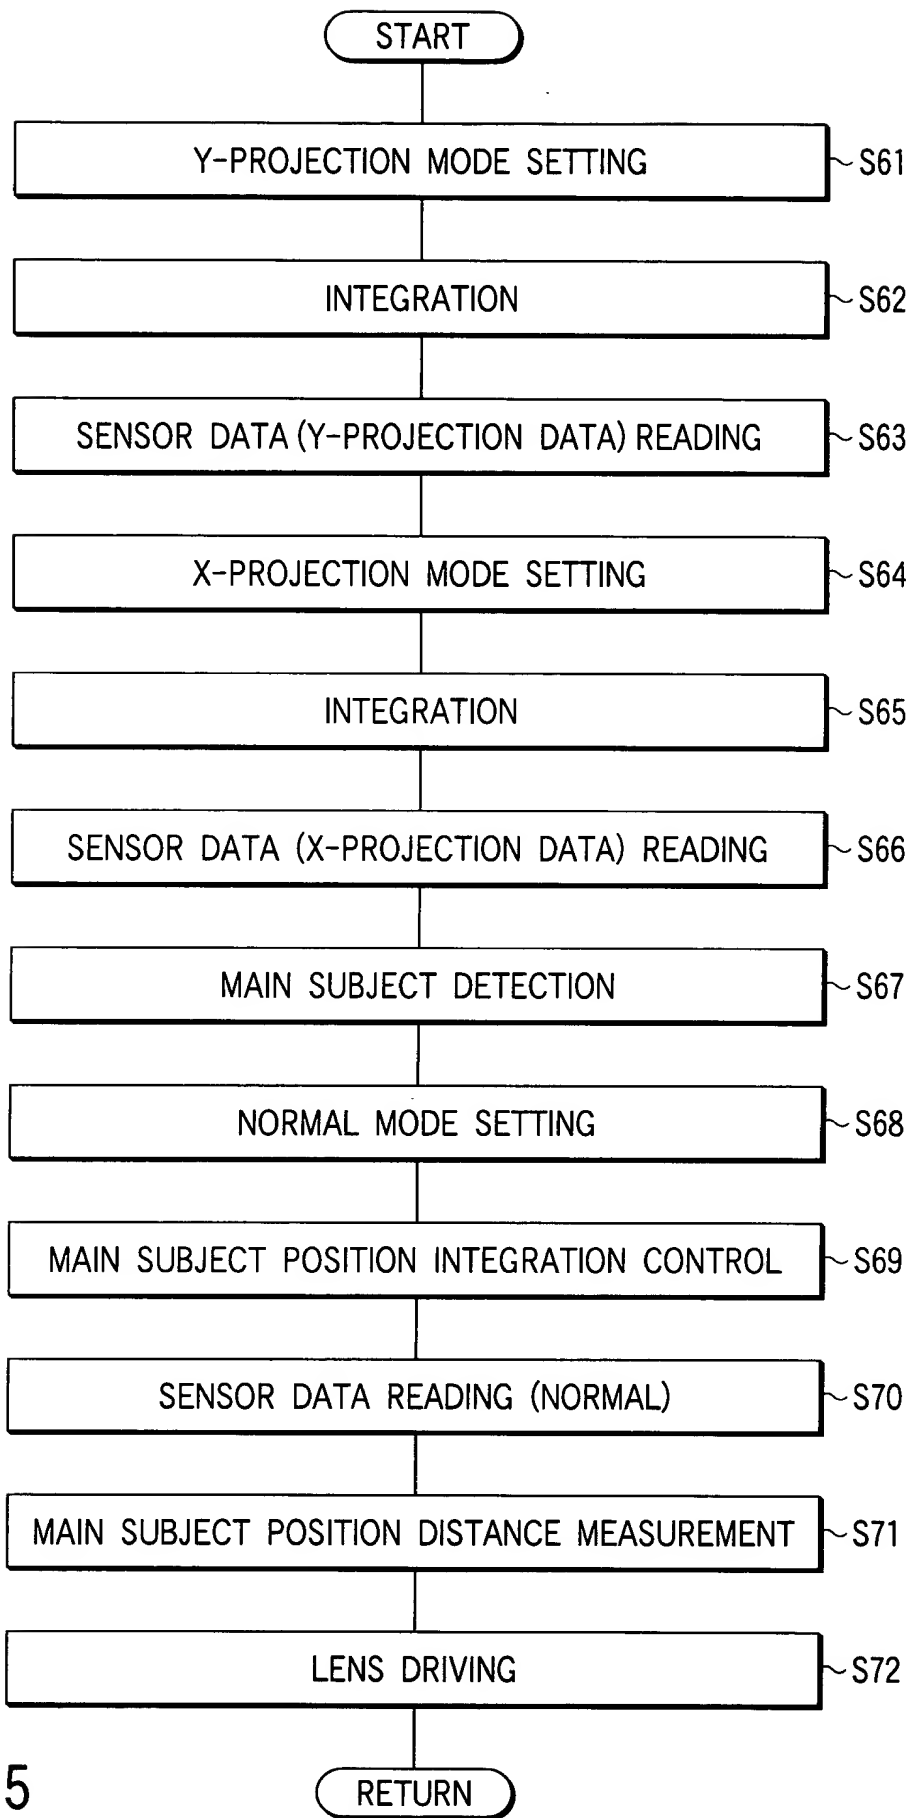 START
Y-PROJECTION MODE SETTING ~S61
INTEGRATION ~S62
SENSOR DATA (Y-PROJECTION DATA) READING ~S63
X-PROJECTION MODE SETTING ~S64
INTEGRATION ~S65
SENSOR DATA (X-PROJECTION DATA) READING ~S66
MAIN SUBJECT DETECTION ~S67
NORMAL MODE SETTING ~S68
MAIN SUBJECT POSITION INTEGRATION CONTROL ~S69
SENSOR DATA READING (NORMAL) ~S70
MAIN SUBJECT POSITION DISTANCE MEASUREMENT ~S71
LENS DRIVING ~S72
5
RETURN